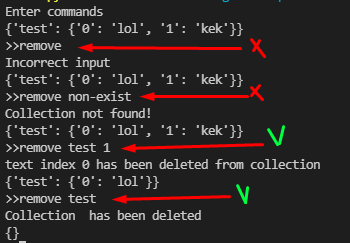 Enter commands
{'test': {'0': 'lol', '1': 'kek'}}
>>remove
Incorrect input
{'test': {'0': 'lol', '1': 'kek'}}
>>remove non-exist
Collection not found!
{'test': {'0': 'lol', '1': 'kek'}}
>>remove test 1
text index 0 has been deleted from collection
{'test': {'0': 'lol'}}
>>remove test
Collection  has been deleted
{}